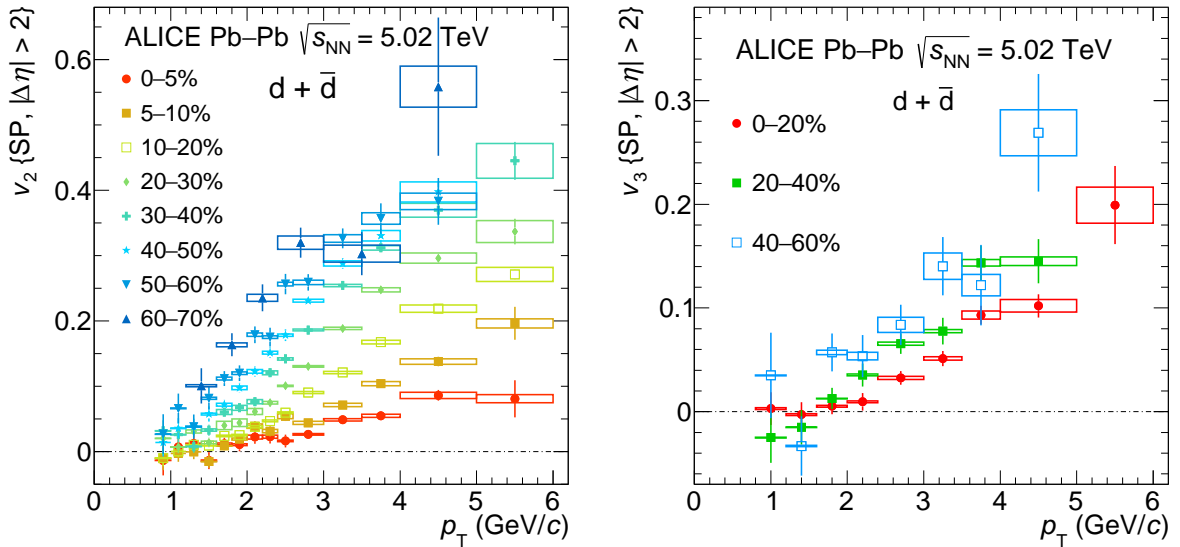 ALICE Pb–Pb √sNN = 5.02 TeV
d + d̄
0–5%
5–10%
10–20%
20–30%
30–40%
40–50%
50–60%
60–70%
v2 {SP, |Δη| > 2}
0.6
0.4
0.2
0
0 1 2 3 4 5 6
pT (GeV/c)
ALICE Pb–Pb √sNN = 5.02 TeV
d + d̄
0–20%
20–40%
40–60%
v3 {SP, |Δη| > 2}
0.3
0.2
0.1
0
0 1 2 3 4 5 6
pT (GeV/c)